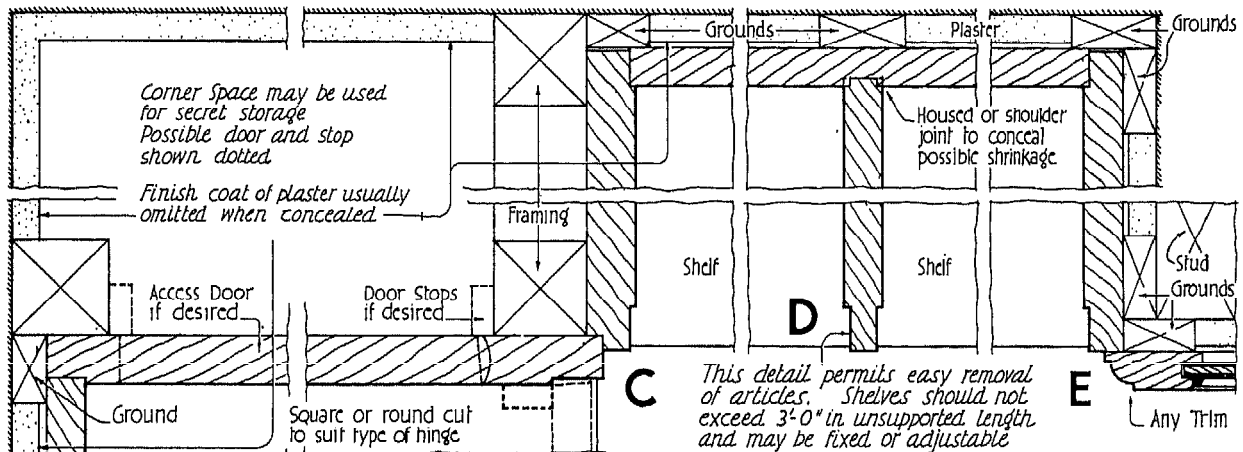 Grounds
Plaster
Grounds
Corner Space may be used
for secret storage
Possible door and stop
shown dotted
Housed or shoulder
joint to conceal
possible shrinkage
Finish coat of plaster usually
omitted when concealed
Framing
Shelf
Shelf
Stud
Grounds
Access Door
if desired
Door Stops
if desired
D
C
This detail permits easy removal
of articles. Shelves should not
exceed 3'-0" in unsupported length
and may be fixed or adjustable
E
Ground
Square or round cut
to suit type of hinge
Any Trim